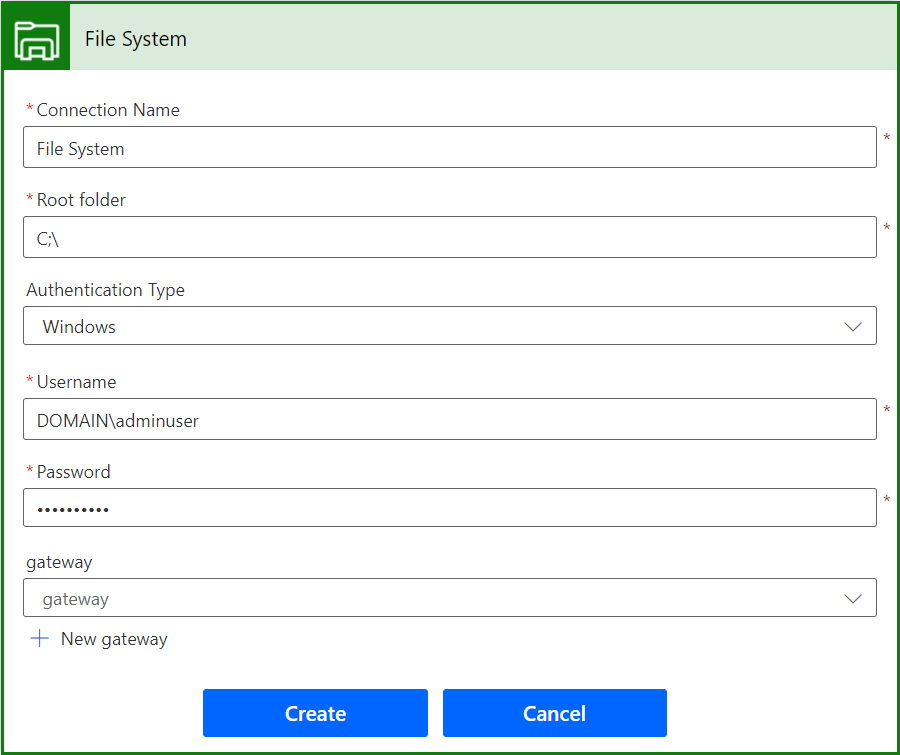 File System
* Connection Name
File System
*
* Root folder
C;\
*
Authentication Type
Windows
* Username
DOMAIN\adminuser
*
* Password
••••••••••
*
gateway
gateway
+ New gateway
Create
Cancel